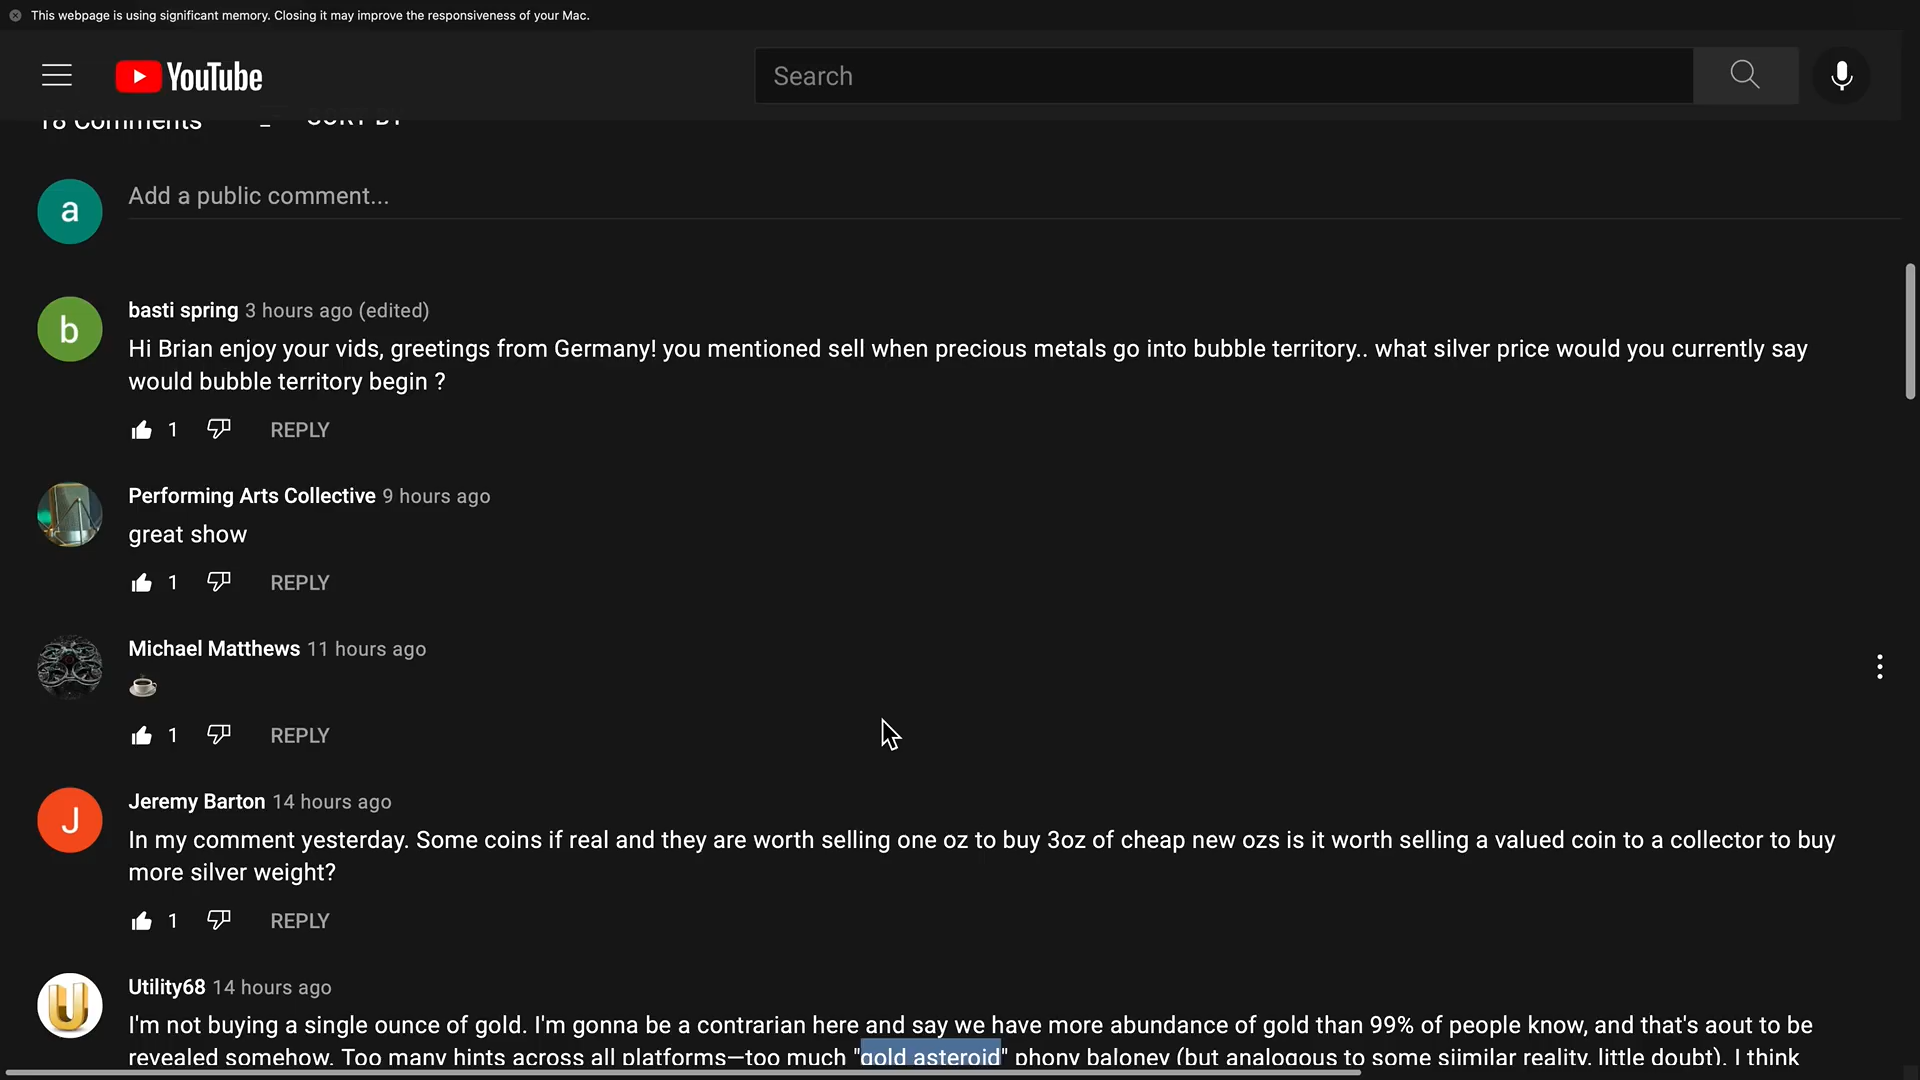 This webpage is using significant memory. Closing it may improve the responsiveness of your Mac.
YouTube
Search
18 Comments SORT BY
a
Add a public comment...
b
basti spring 3 hours ago (edited)
Hi Brian enjoy your vids, greetings from Germany! you mentioned sell when precious metals go into bubble territory.. what silver price would you currently say
would bubble territory begin ?
1 REPLY
Performing Arts Collective 9 hours ago
great show
1 REPLY
Michael Matthews 11 hours ago
1 REPLY
J
Jeremy Barton 14 hours ago
In my comment yesterday. Some coins if real and they are worth selling one oz to buy 3oz of cheap new ozs is it worth selling a valued coin to a collector to buy
more silver weight?
1 REPLY
U
Utility68 14 hours ago
I'm not buying a single ounce of gold. I'm gonna be a contrarian here and say we have more abundance of gold than 99% of people know, and that's aout to be
revealed somehow. Too many hints across all platforms—too much "gold asteroid" phony baloney (but analogous to some siimilar reality, little doubt). I think